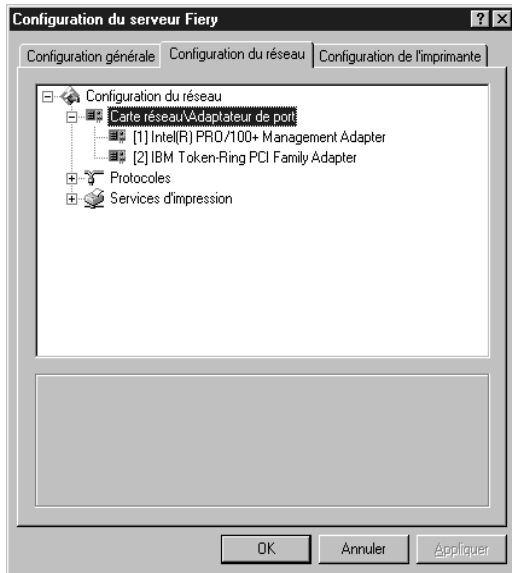 Configuration du serveur Fiery
Configuration générale Configuration du réseau Configuration de l'imprimante
Configuration du réseau
Carte réseau\Adaptateur de port
[1] Intel(R) PRO/100+ Management Adapter
[2] IBM Token-Ring PCI Family Adapter
Protocoles
Services d'impression
OK Annuler Appliquer